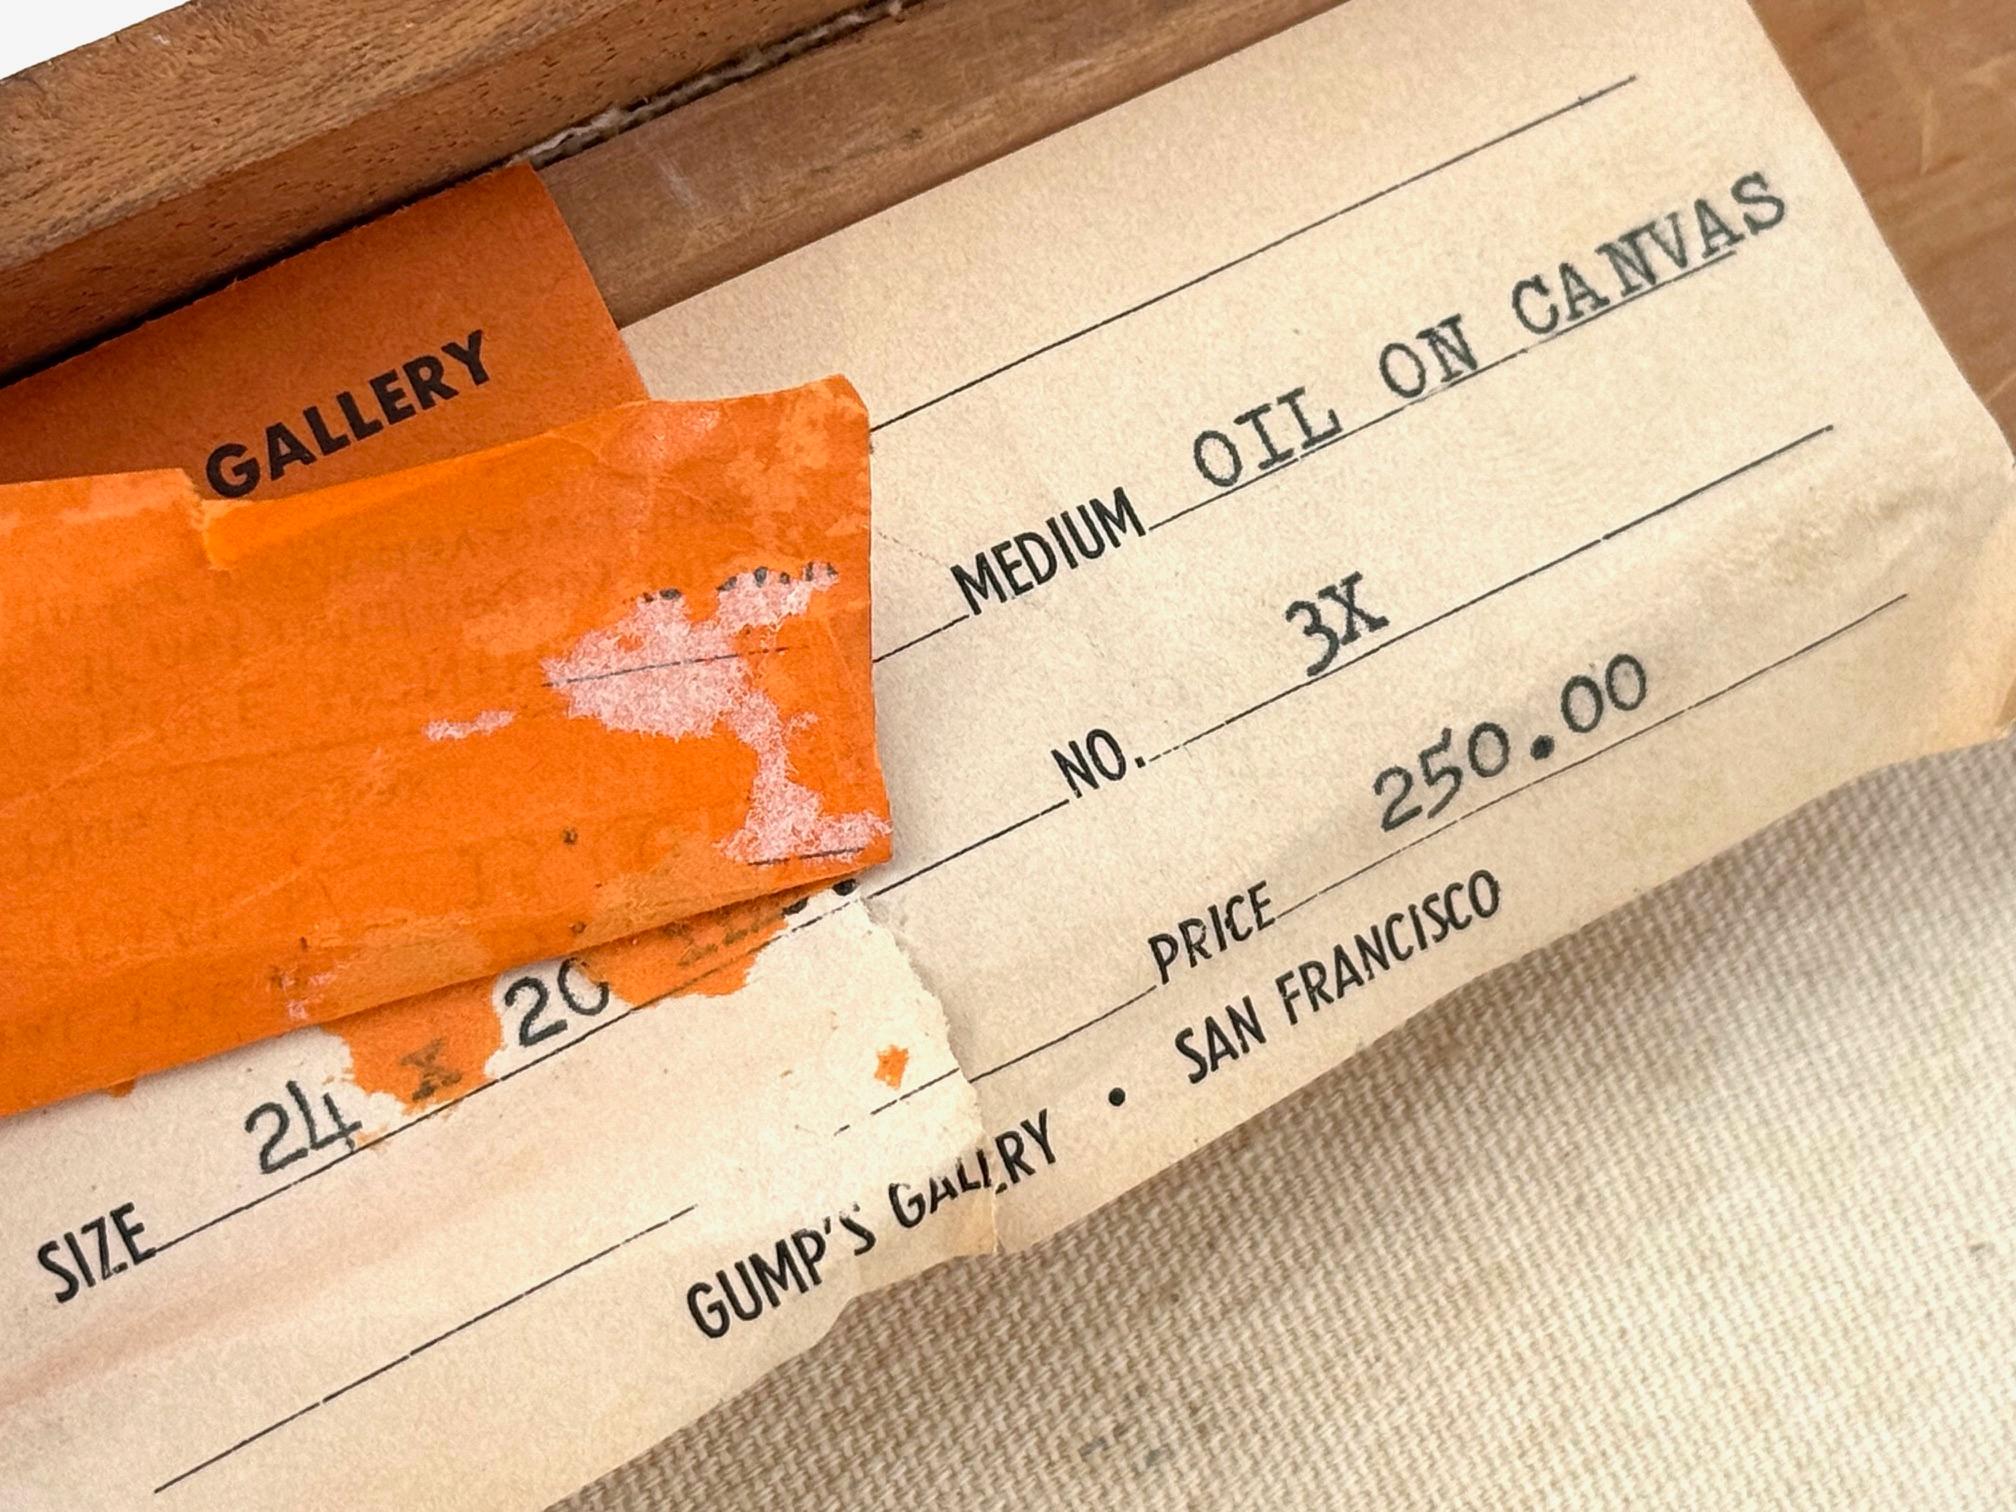 GALLERY
MEDIUM OIL ON CANVAS
NO. 3X
SIZE 24 x 20
PRICE 250.00
GUMP'S GALLERY • SAN FRANCISCO